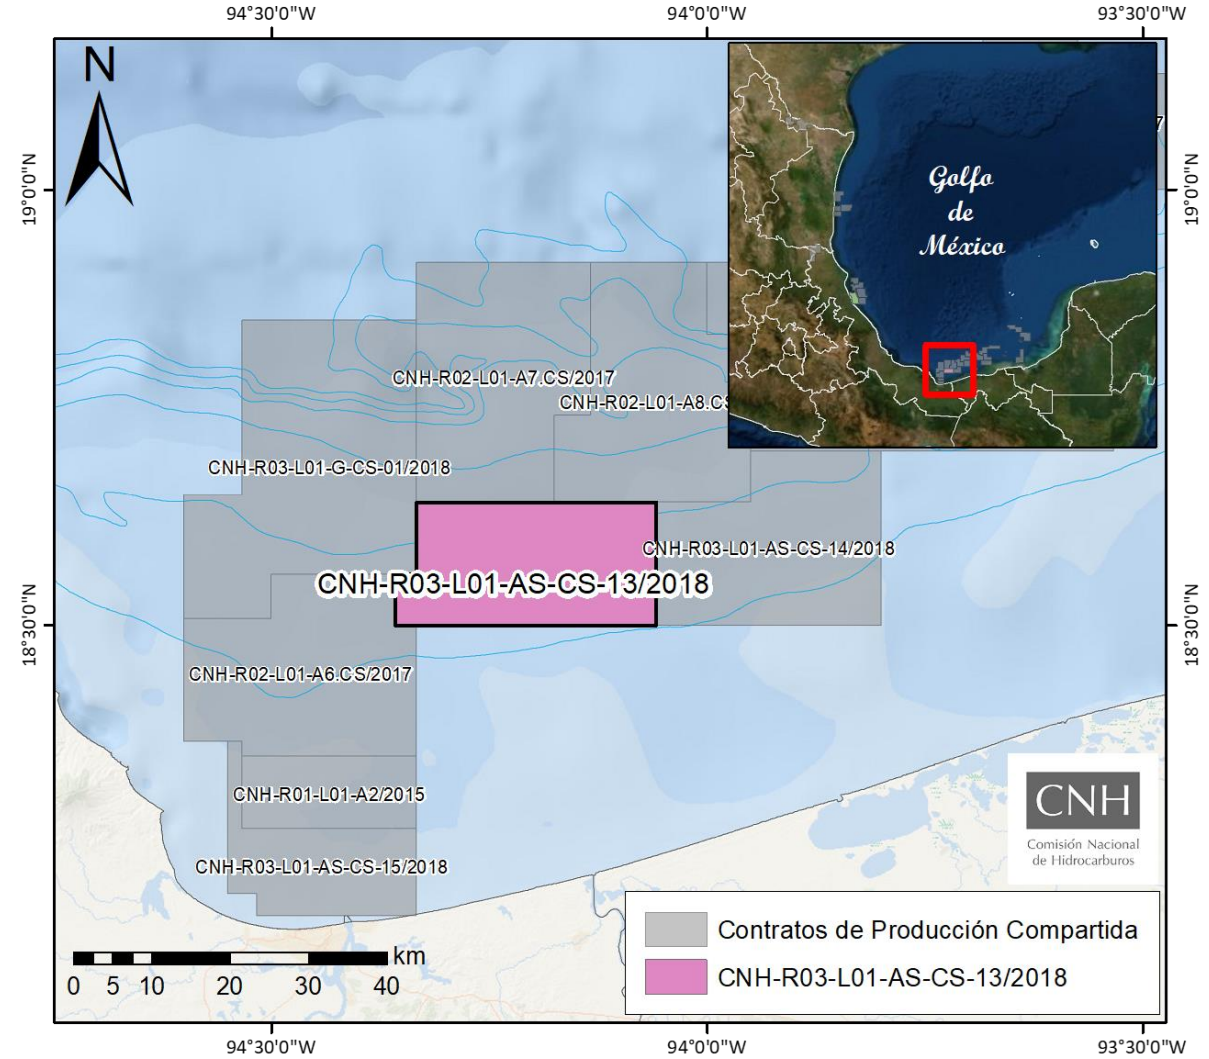 94°30'0"W
94°0'0"W
93°30'0"W
N
19°0'0"N
19°0'0"N
Golfo
de
México
7
CNH-R02-L01-A7.CS/2017
CNH-R02-L01-A8.CS
CNH-R03-L01-G-CS-01/2018
CNH-R03-L01-AS-CS-14/2018
CNH-R03-L01-AS-CS-13/2018
18°30'0"N
18°30'0"N
CNH-R02-L01-A6.CS/2017
CNH-R01-L01-A2/2015
CNH-R03-L01-AS-CS-15/2018
CNH
Comisión Nacional
de Hidrocarburos
Contratos de Producción Compartida
CNH-R03-L01-AS-CS-13/2018
km
0 5 10 20 30 40
94°30'0"W
94°0'0"W
93°30'0"W